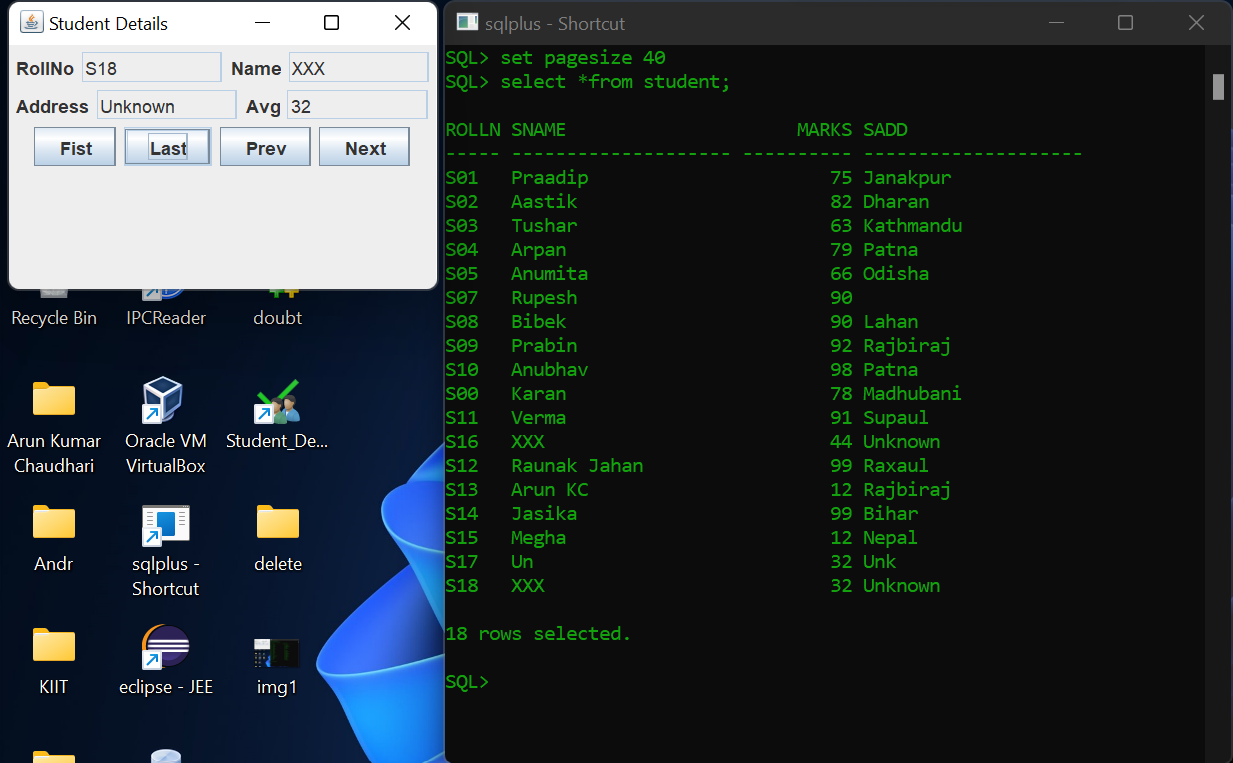 Student Details
RollNo S18 Name XXX
Address Unknown Avg 32
Fist Last Prev Next
Recycle Bin IPCReader doubt
Arun Kumar Chaudhari
Oracle VM VirtualBox
Student_De...
Andr
sqlplus - Shortcut
delete
KIIT
eclipse - JEE
img1
sqlplus - Shortcut
SQL> set pagesize 40
SQL> select *from student;
ROLLN SNAME                     MARKS SADD
----- -------------------- ---------- --------------------
S01   Praadip                      75 Janakpur
S02   Aastik                       82 Dharan
S03   Tushar                       63 Kathmandu
S04   Arpan                        79 Patna
S05   Anumita                      66 Odisha
S07   Rupesh                       90
S08   Bibek                        90 Lahan
S09   Prabin                       92 Rajbiraj
S10   Anubhav                      98 Patna
S00   Karan                        78 Madhubani
S11   Verma                        91 Supaul
S16   XXX                          44 Unknown
S12   Raunak Jahan                 99 Raxaul
S13   Arun KC                      12 Rajbiraj
S14   Jasika                       99 Bihar
S15   Megha                        12 Nepal
S17   Un                           32 Unk
S18   XXX                          32 Unknown
18 rows selected.
SQL>